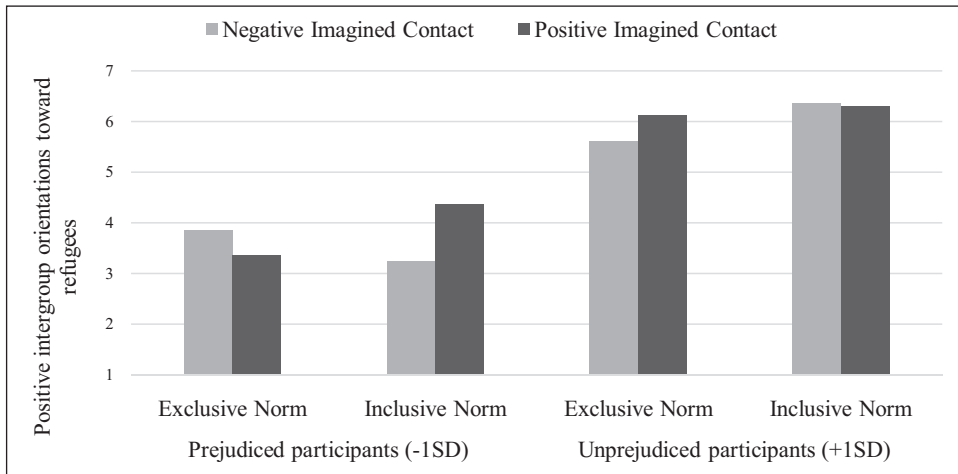 Negative Imagined Contact Positive Imagined Contact
Positive intergroup orientations toward
refugees
7
6
5
4
3
2
1
Exclusive Norm Inclusive Norm Exclusive Norm Inclusive Norm
Prejudiced participants (-1SD) Unprejudiced participants (+1SD)